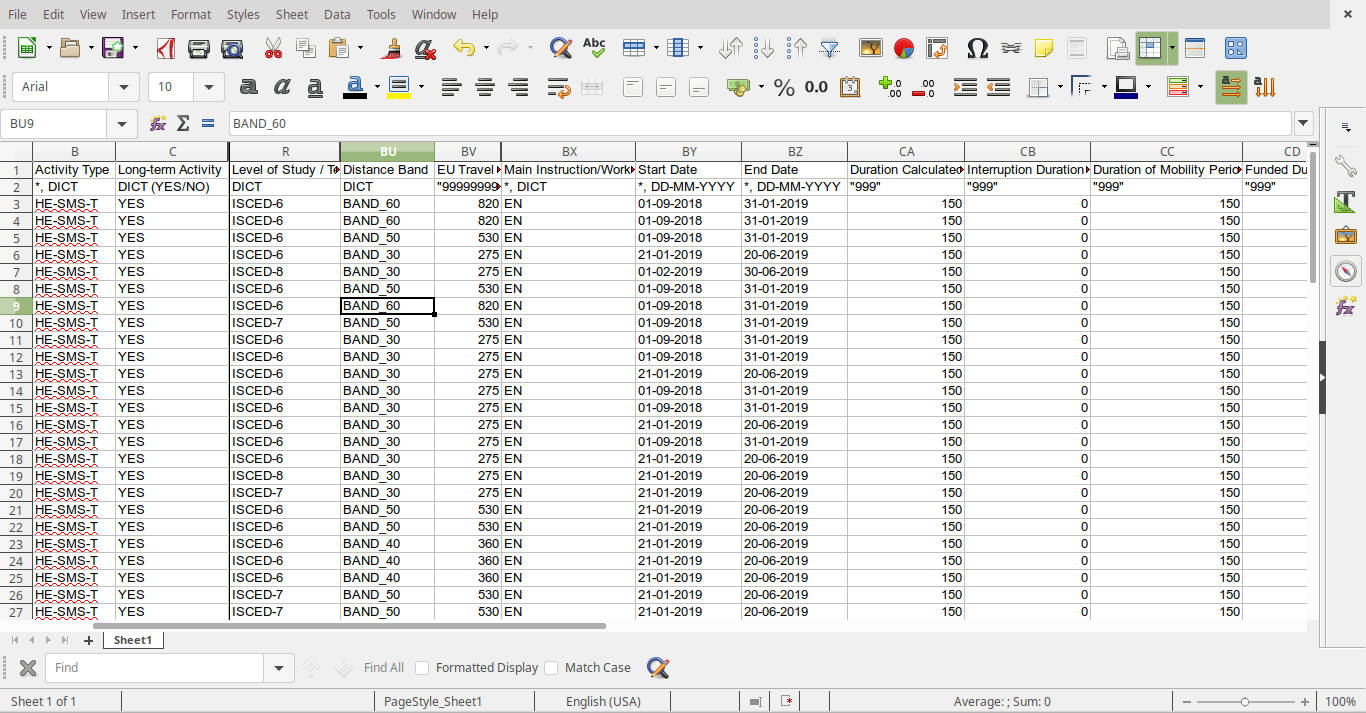 File Edit View Insert Format Styles Sheet Data Tools Window Help
Abc
Arial 10 a a a a % 0.0
BU9 BAND_60
B C R BU BV BX BY BZ CA CB CC CD
1 Activity Type Long-term Activity Level of Study / Te Distance Band EU Travel Main Instruction/Work Start Date End Date Duration Calculated Interruption Duration Duration of Mobility Perio Funded Du
2 *, DICT DICT (YES/NO) DICT DICT "99999999 *, DICT *, DD-MM-YYYY *, DD-MM-YYYY "999" "999" "999" "999"
3 HE-SMS-T YES ISCED-6 BAND_60 820 EN 01-09-2018 31-01-2019 150 0 150
4 HE-SMS-T YES ISCED-6 BAND_60 820 EN 01-09-2018 31-01-2019 150 0 150
5 HE-SMS-T YES ISCED-6 BAND_50 530 EN 01-09-2018 31-01-2019 150 0 150
6 HE-SMS-T YES ISCED-6 BAND_30 275 EN 21-01-2019 20-06-2019 150 0 150
7 HE-SMS-T YES ISCED-8 BAND_30 275 EN 01-02-2019 30-06-2019 150 0 150
8 HE-SMS-T YES ISCED-6 BAND_50 530 EN 01-09-2018 31-01-2019 150 0 150
9 HE-SMS-T YES ISCED-6 BAND_60 820 EN 01-09-2018 31-01-2019 150 0 150
10 HE-SMS-T YES ISCED-7 BAND_50 530 EN 01-09-2018 31-01-2019 150 0 150
11 HE-SMS-T YES ISCED-6 BAND_30 275 EN 01-09-2018 31-01-2019 150 0 150
12 HE-SMS-T YES ISCED-6 BAND_30 275 EN 01-09-2018 31-01-2019 150 0 150
13 HE-SMS-T YES ISCED-6 BAND_30 275 EN 21-01-2019 20-06-2019 150 0 150
14 HE-SMS-T YES ISCED-6 BAND_30 275 EN 01-09-2018 31-01-2019 150 0 150
15 HE-SMS-T YES ISCED-6 BAND_30 275 EN 01-09-2018 31-01-2019 150 0 150
16 HE-SMS-T YES ISCED-6 BAND_30 275 EN 21-01-2019 20-06-2019 150 0 150
17 HE-SMS-T YES ISCED-6 BAND_30 275 EN 01-09-2018 31-01-2019 150 0 150
18 HE-SMS-T YES ISCED-6 BAND_30 275 EN 21-01-2019 20-06-2019 150 0 150
19 HE-SMS-T YES ISCED-8 BAND_30 275 EN 21-01-2019 20-06-2019 150 0 150
20 HE-SMS-T YES ISCED-7 BAND_30 275 EN 21-01-2019 20-06-2019 150 0 150
21 HE-SMS-T YES ISCED-6 BAND_50 530 EN 21-01-2019 20-06-2019 150 0 150
22 HE-SMS-T YES ISCED-6 BAND_50 530 EN 21-01-2019 20-06-2019 150 0 150
23 HE-SMS-T YES ISCED-6 BAND_40 360 EN 21-01-2019 20-06-2019 150 0 150
24 HE-SMS-T YES ISCED-6 BAND_40 360 EN 21-01-2019 20-06-2019 150 0 150
25 HE-SMS-T YES ISCED-6 BAND_40 360 EN 21-01-2019 20-06-2019 150 0 150
26 HE-SMS-T YES ISCED-7 BAND_50 530 EN 21-01-2019 20-06-2019 150 0 150
27 HE-SMS-T YES ISCED-7 BAND_50 530 EN 21-01-2019 20-06-2019 150 0 150
Sheet1
Find Find All Formatted Display Match Case
Sheet 1 of 1 PageStyle_Sheet1 English (USA) Average: ; Sum: 0 100%